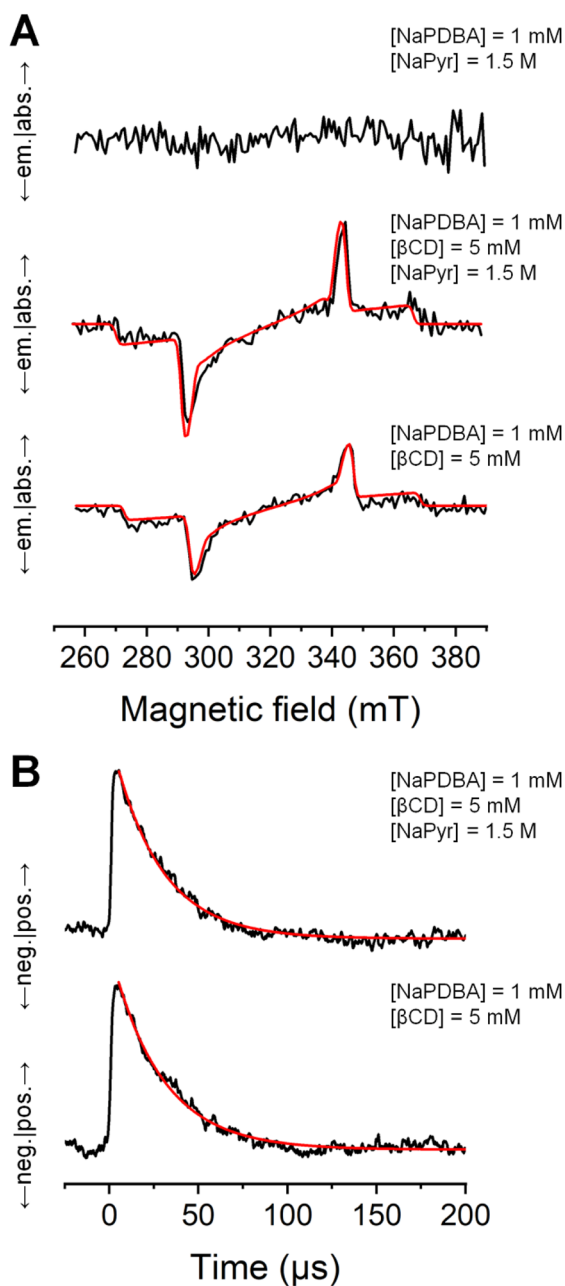 A
[NaPDBA] = 1 mM
[NaPyr] = 1.5 M
←em.|abs.→
[NaPDBA] = 1 mM
[βCD] = 5 mM
[NaPyr] = 1.5 M
←em.|abs.→
[NaPDBA] = 1 mM
[βCD] = 5 mM
←em.|abs.→
260 280 300 320 340 360 380
Magnetic field (mT)
B
[NaPDBA] = 1 mM
[βCD] = 5 mM
[NaPyr] = 1.5 M
←neg.|pos.→
[NaPDBA] = 1 mM
[βCD] = 5 mM
←neg.|pos.→
0 50 100 150 200
Time (µs)